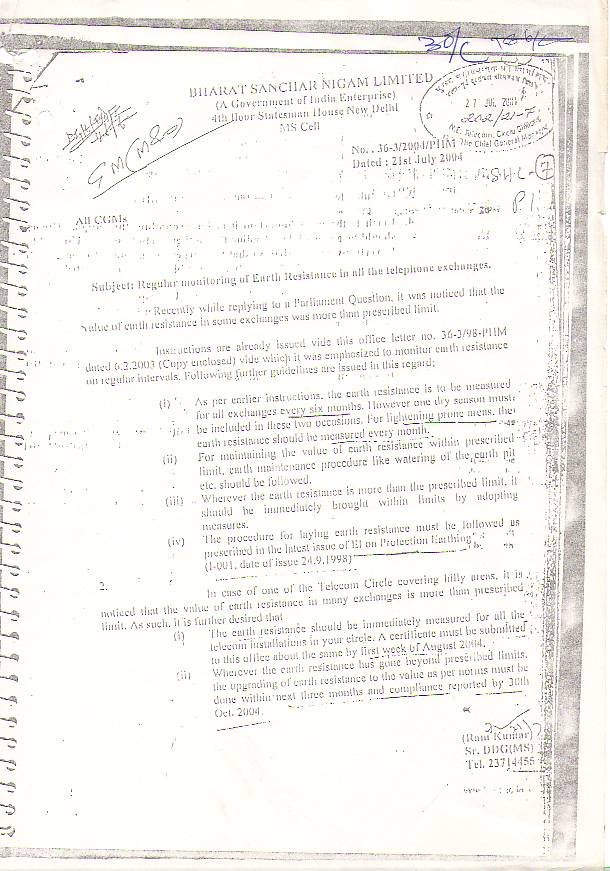 BHARAT SANCHAR NIGAM LIMITED
(A Government of India Enterprise)
4th floor Statesman House New Delhi
MS Cell
27 JUL 2004
2002/21-F
N.E. Telecom, Circle
The Chief General Manager
G M (M&O)
No. . 36-3/2004/PHM
Dated : 21st July 2004
P.1
All CGMs
Subject: Regular monitoring of Earth Resistance in all the telephone exchanges.
Recently while replying to a Parliament Question, it was noticed that the
value of earth resistance in some exchanges was more than prescribed limit.
Instructions are already issued vide this office letter no. 36-3/98-PHM
dated 6.2.2003 (Copy enclosed) vide which it was emphasized to monitor earth resistance
on regular intervals. Following further guidelines are issued in this regard;
(i) As per earlier instructions, the earth resistance is to be measured
for all exchanges every six months. However one dry season must
be included in these two occasions. For lightening prone areas, the
earth resistance should be measured every month.
(ii) For maintaining the value of earth resistance within prescribed
limit, earth maintenance procedure like watering of the earth pit
etc. should be followed.
(iii) Wherever the earth resistance is more than the prescribed limit, it
should be immediately brought within limits by adopting
measures.
(iv) The procedure for laying earth resistance must be followed as
prescribed in the latest issue of EI on Protection Earthing"
(I-001, date of issue 24.9.1998)
2. In case of one of the Telecom Circle covering hilly areas, it is
noticed that the value of earth resistance in many exchanges is more than prescribed
limit. As such, it is further desired that
(i) The earth resistance should be immediately measured for all the
telecom installations in your circle. A certificate must be submitted
to this office about the same by first week of August 2004.
(ii) Wherever the earth resistance has gone beyond prescribed limits,
the upgrading of earth resistance to the value as per norms must be
done within next three months and compliance reported by 30th
Oct. 2004.
(Ram Kumar)
Sr. DDG(MS)
Tel. 23714455